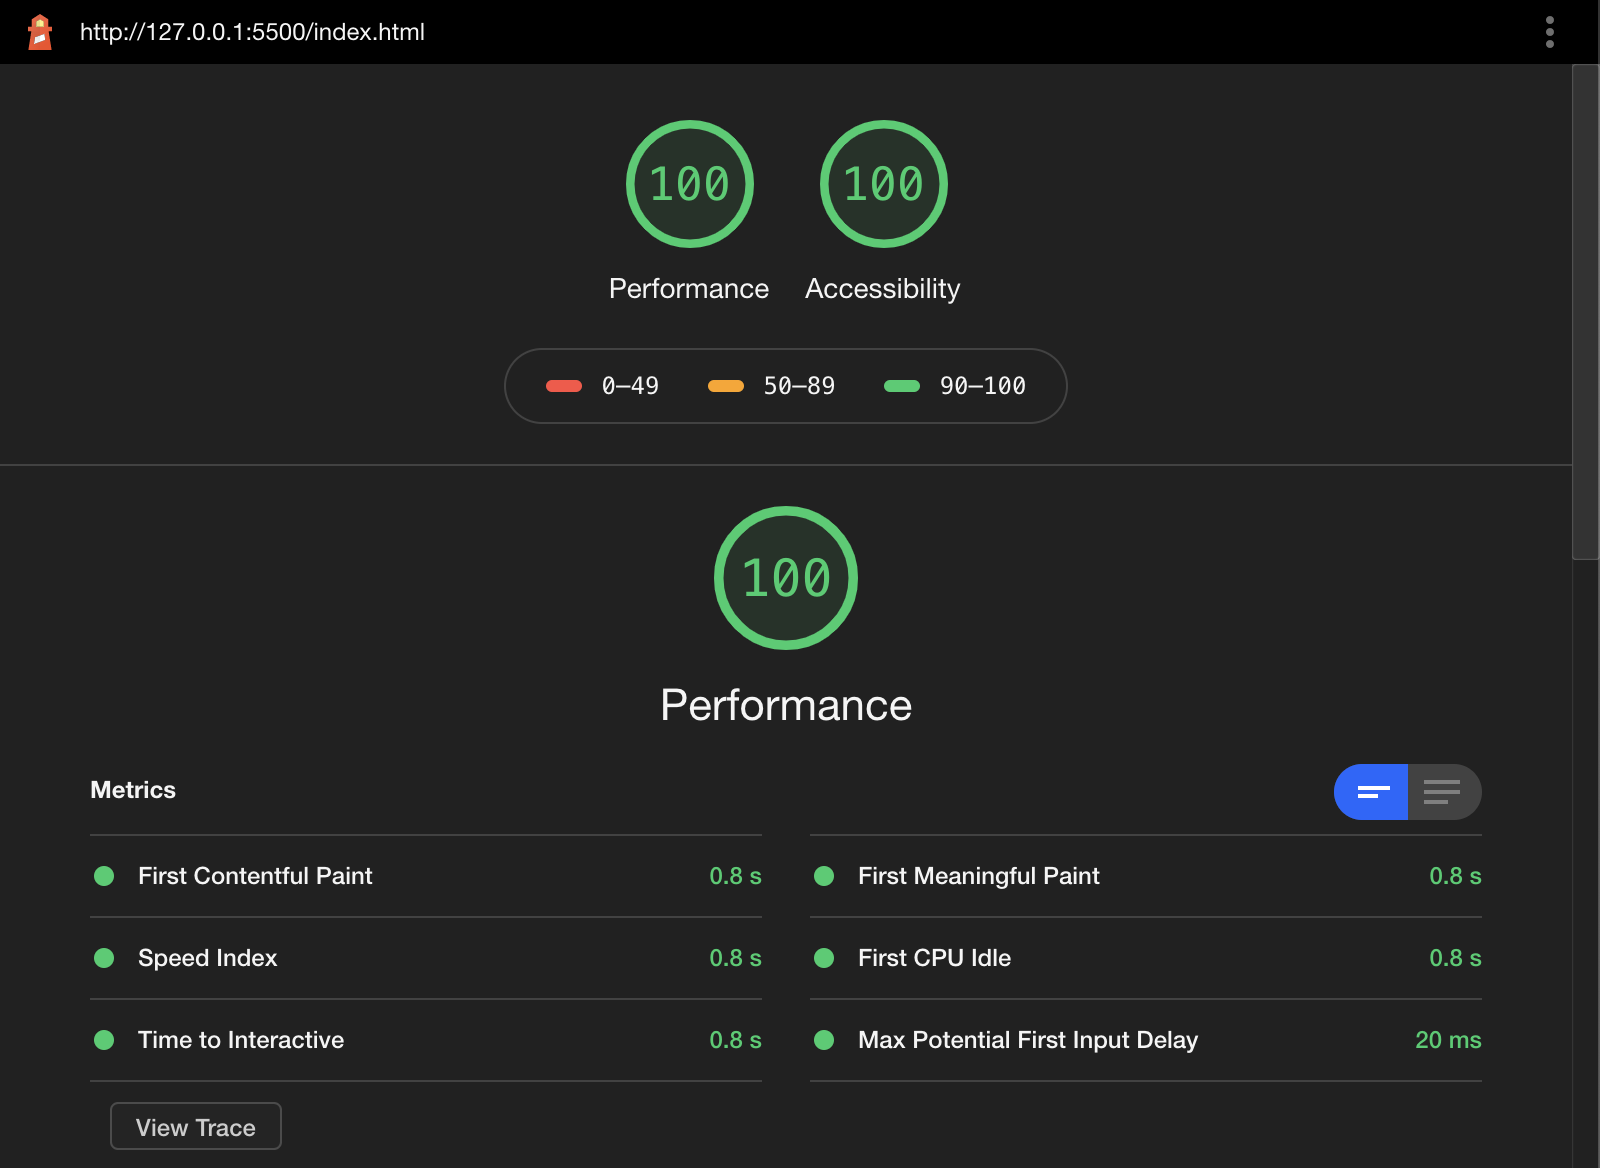 http://127.0.0.1:5500/index.html
100 100
Performance Accessibility
0–49 50–89 90–100
100
Performance
Metrics
First Contentful Paint 0.8 s
First Meaningful Paint 0.8 s
Speed Index 0.8 s
First CPU Idle 0.8 s
Time to Interactive 0.8 s
Max Potential First Input Delay 20 ms
View Trace